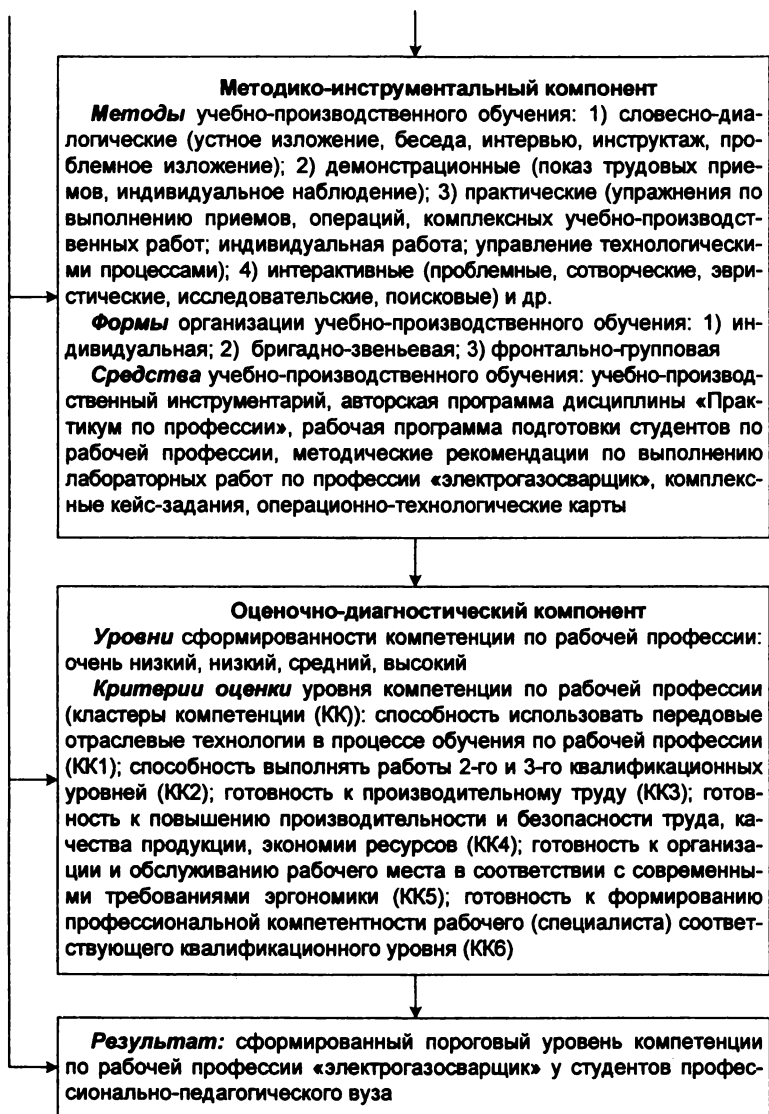 Методико-инструментальный компонент
Методы учебно-производственного обучения: 1) словесно-диа-
логические (устное изложение, беседа, интервью, инструктаж, про-
блемное изложение); 2) демонстрационные (показ трудовых прие-
мов, индивидуальное наблюдение); 3) практические (упражнения по
выполнению приемов, операций, комплексных учебно-производст-
венных работ; индивидуальная работа; управление технологически-
ми процессами); 4) интерактивные (проблемные, сотворческие, эври-
стические, исследовательские, поисковые) и др.
Формы организации учебно-производственного обучения: 1) ин-
дивидуальная; 2) бригадно-звеньевая; 3) фронтально-групповая
Средства учебно-производственного обучения: учебно-производ-
ственный инструментарий, авторская программа дисциплины «Прак-
тикум по профессии», рабочая программа подготовки студентов по
рабочей профессии, методические рекомендации по выполнению
лабораторных работ по профессии «электрогазосварщик», комплекс-
ные кейс-задания, операционно-технологические карты
Оценочно-диагностический компонент
Уровни сформированности компетенции по рабочей профессии:
очень низкий, низкий, средний, высокий
Критерии оценки уровня компетенции по рабочей профессии
(кластеры компетенции (КК)): способность использовать передовые
отраслевые технологии в процессе обучения по рабочей профессии
(КК1); способность выполнять работы 2-го и 3-го квалификационных
уровней (КК2); готовность к производительному труду (КК3); готов-
ность к повышению производительности и безопасности труда, ка-
чества продукции, экономии ресурсов (КК4); готовность к организа-
ции и обслуживанию рабочего места в соответствии с современны-
ми требованиями эргономики (КК5); готовность к формированию
профессиональной компетентности рабочего (специалиста) соответ-
ствующего квалификационного уровня (КК6)
Результат: сформированный пороговый уровень компетенции
по рабочей профессии «электрогазосварщик» у студентов профес-
сионально-педагогического вуза